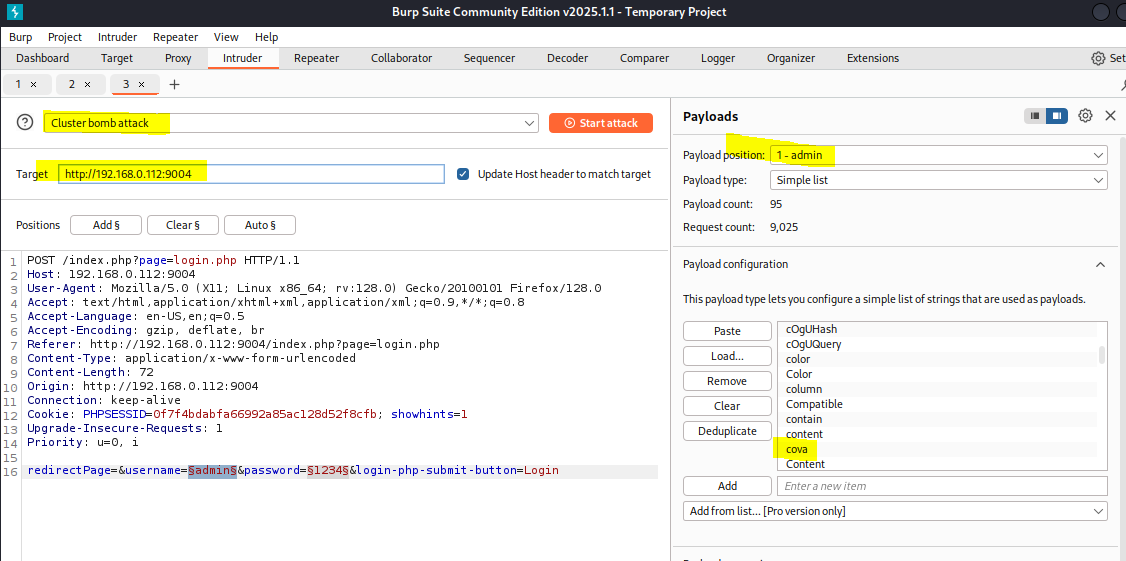 Burp Suite Community Edition v2025.1.1 - Temporary Project
Burp Project Intruder Repeater View Help
Dashboard Target Proxy Intruder Repeater Collaborator Sequencer Decoder Comparer Logger Organizer Extensions Set
1 × 2 × 3 × +
Cluster bomb attack
Start attack
Target http://192.168.0.112:9004
Update Host header to match target
Positions Add § Clear § Auto §
1 POST /index.php?page=login.php HTTP/1.1
2 Host: 192.168.0.112:9004
3 User-Agent: Mozilla/5.0 (X11; Linux x86_64; rv:128.0) Gecko/20100101 Firefox/128.0
4 Accept: text/html,application/xhtml+xml,application/xml;q=0.9,*/*;q=0.8
5 Accept-Language: en-US,en;q=0.5
6 Accept-Encoding: gzip, deflate, br
7 Referer: http://192.168.0.112:9004/index.php?page=login.php
8 Content-Type: application/x-www-form-urlencoded
9 Content-Length: 72
10 Origin: http://192.168.0.112:9004
11 Connection: keep-alive
12 Cookie: PHPSESSID=0f7f4bdabfa66992a85ac128d52f8cfb; showhints=1
13 Upgrade-Insecure-Requests: 1
14 Priority: u=0, i
15
16 redirectPage=&username=§admin§&password=§1234§&login-php-submit-button=Login
Payloads
Payload position: 1 - admin
Payload type: Simple list
Payload count: 95
Request count: 9,025
Payload configuration
This payload type lets you configure a simple list of strings that are used as payloads.
Paste
Load...
Remove
Clear
Deduplicate
cOgUHash
cOgUQuery
color
Color
column
Compatible
contain
content
cova
Content
Add Enter a new item
Add from list... [Pro version only]